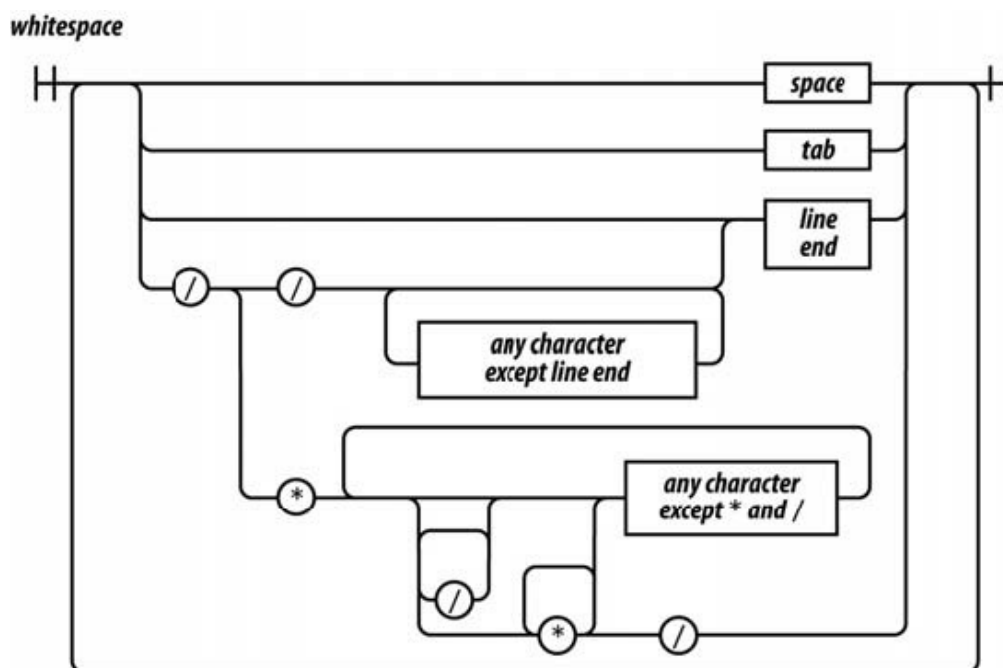 whitespace
space
tab
line
end
/ /
any character
except line end
*
any character
except * and /
/
* /